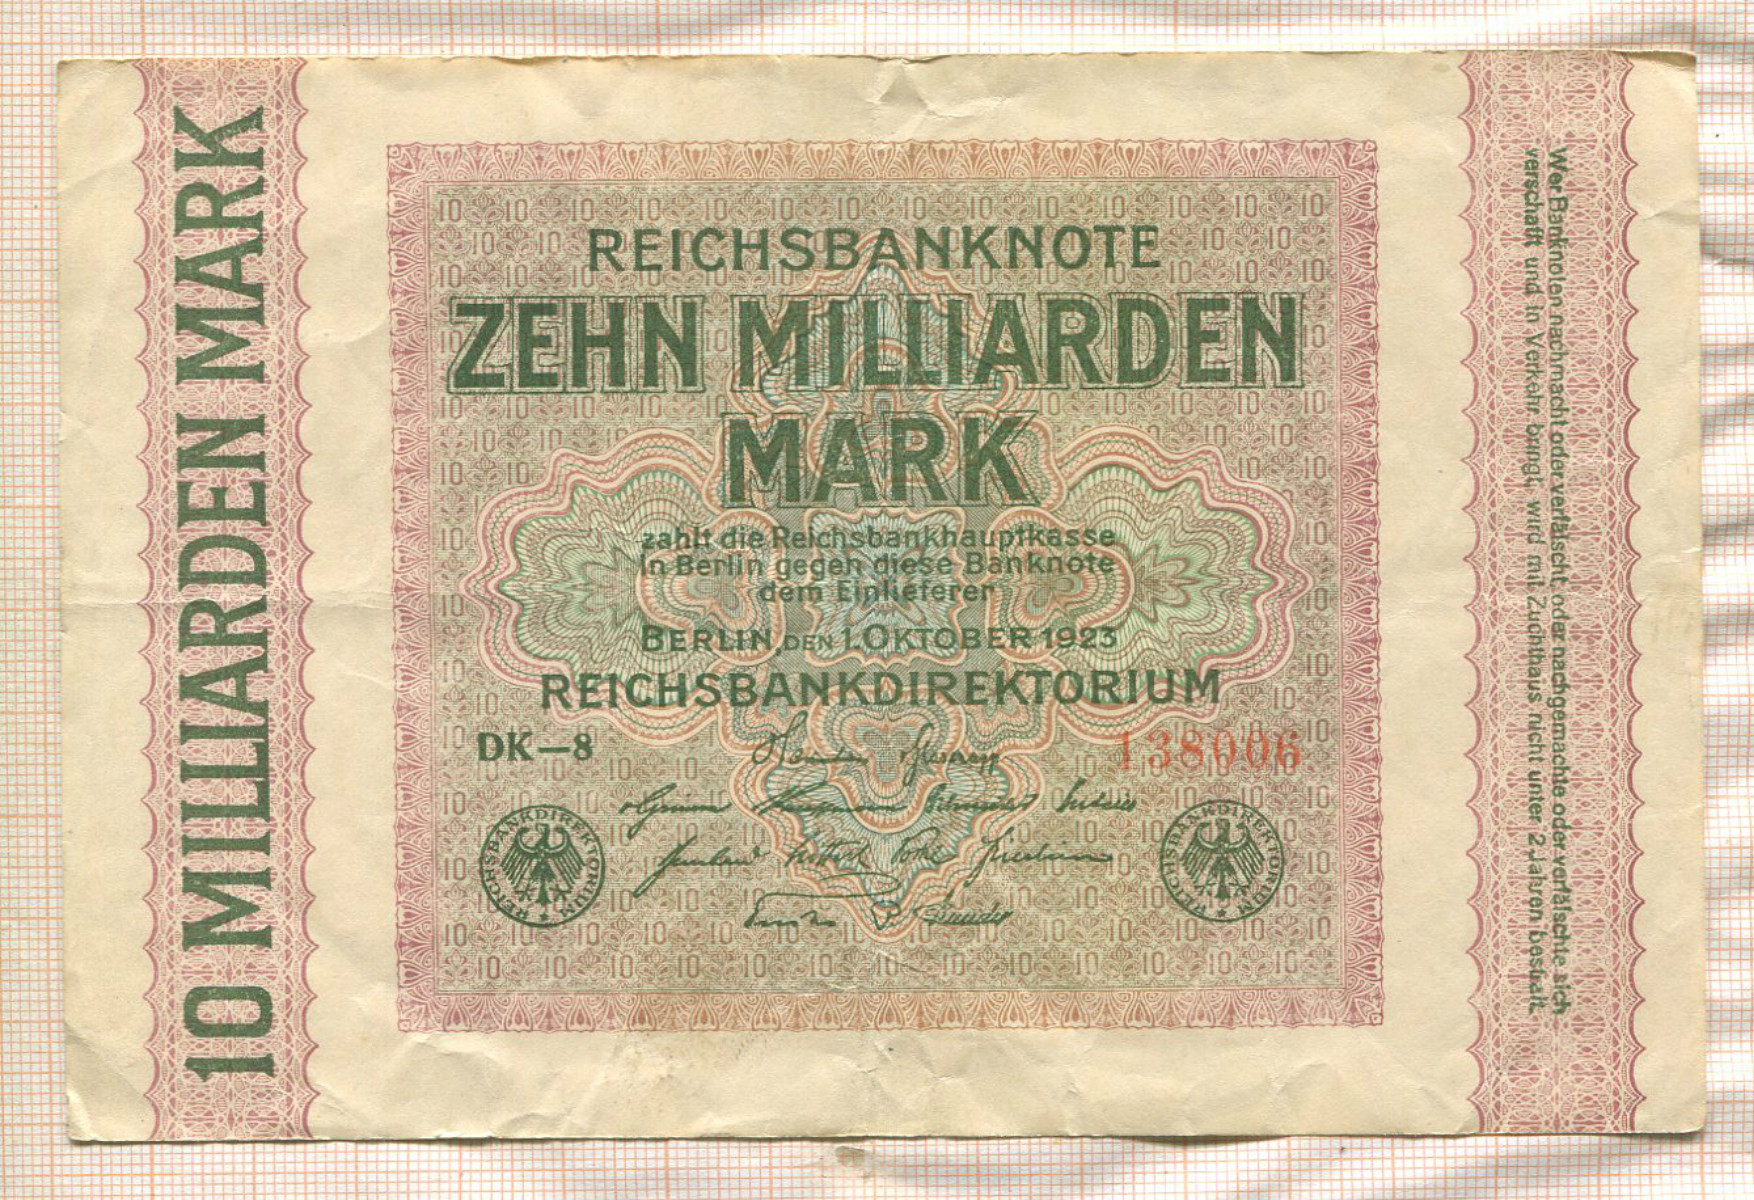 10 MILLIARDEN MARK
REICHSBANKNOTE
ZEHN MILLIARDEN
MARK
zahlt die Reichsbankhauptkasse
in Berlin gegen diese Banknote
dem Einlieferer
BERLIN, DEN 1. OKTOBER 1923
REICHSBANKDIREKTORIUM
DK—8
138006
REICHSBANKDIREKTORIUM
REICHSBANKDIREKTORIUM
Wer Banknoten nachmacht oder verfälscht, oder nachgemachte oder verfälschte sich
verschafft und in Verkehr bringt, wird mit Zuchthaus nicht unter 2 Jahren bestraft.